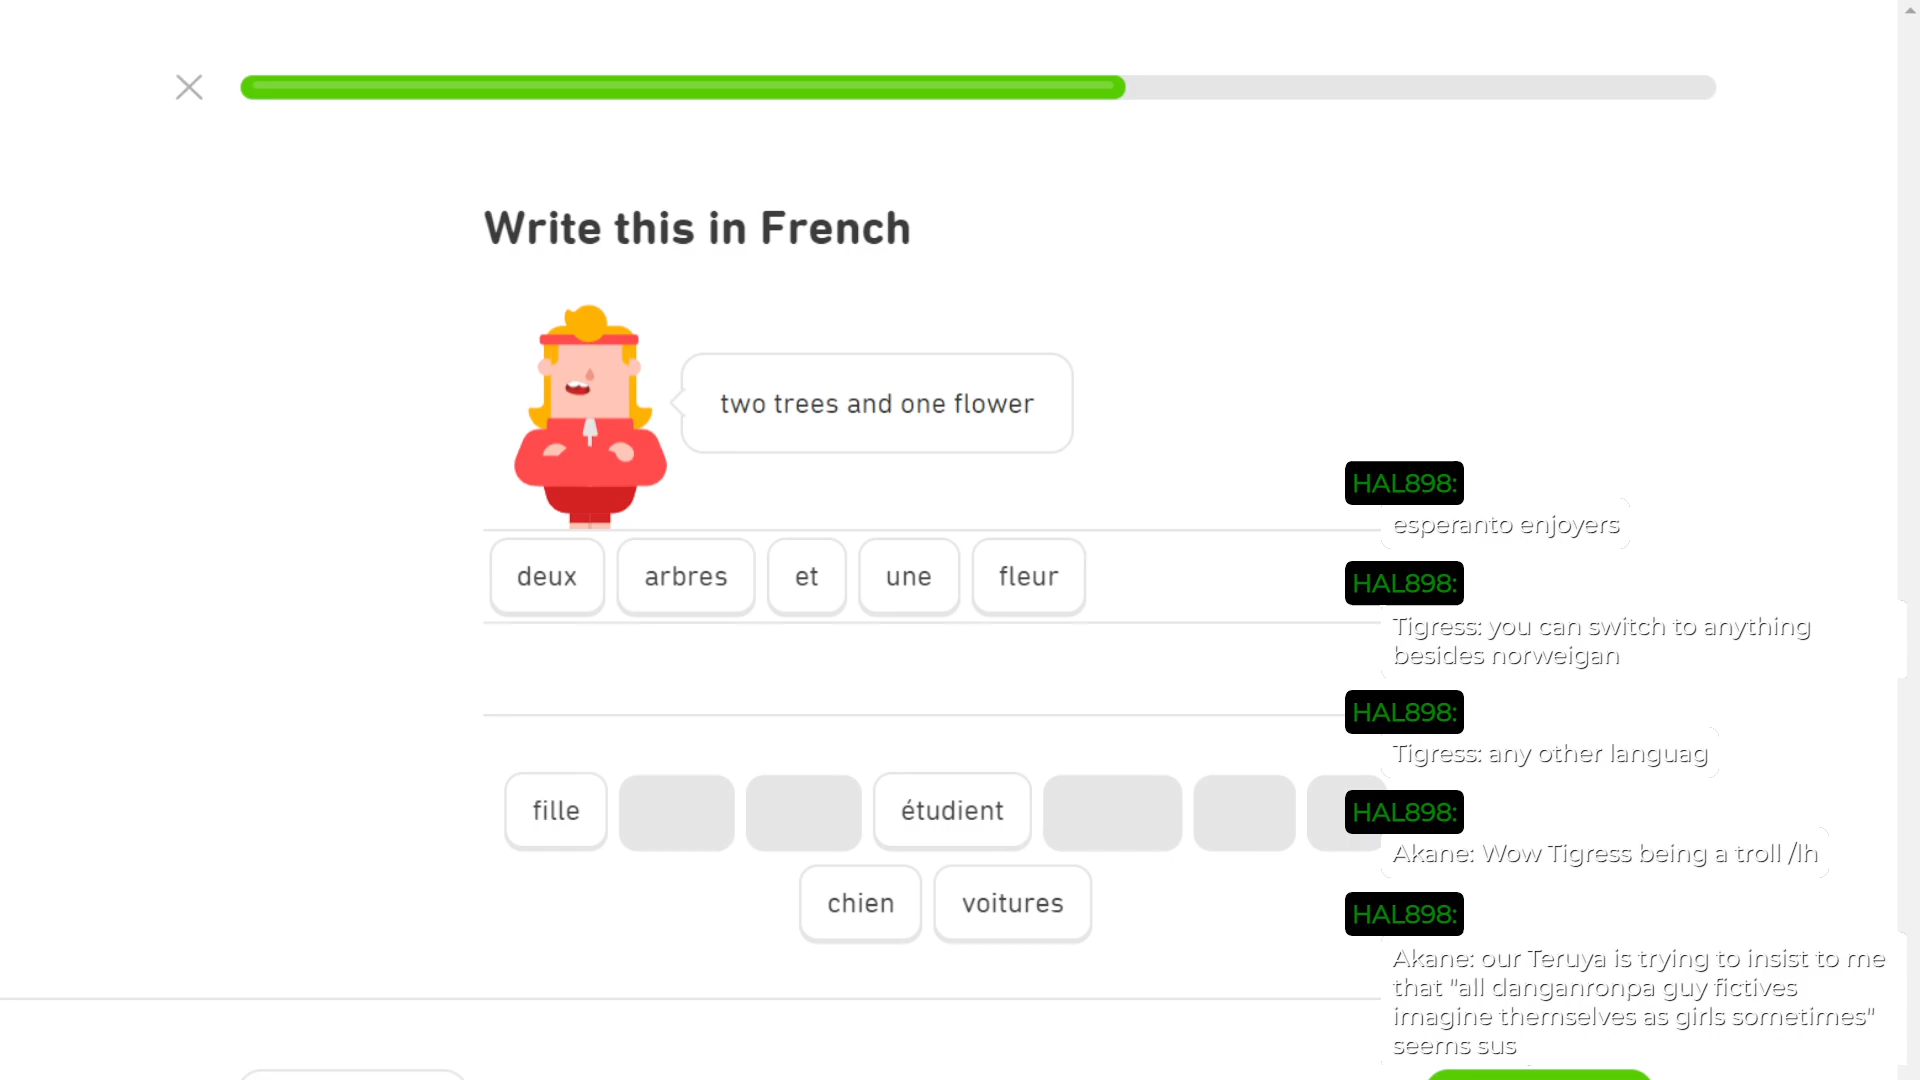 Write this in French
two trees and one flower
deux arbres et une fleur
fille étudient
chien voitures
HAL898:
esperanto enjoyers
HAL898:
Tigress: you can switch to anything
besides norweigan
HAL898:
Tigress: any other languag
HAL898:
Akane: Wow Tigress being a troll /lh
HAL898:
Akane: our Teruya is trying to insist to me
that "all danganronpa guy fictives
imagine themselves as girls sometimes"
seems sus